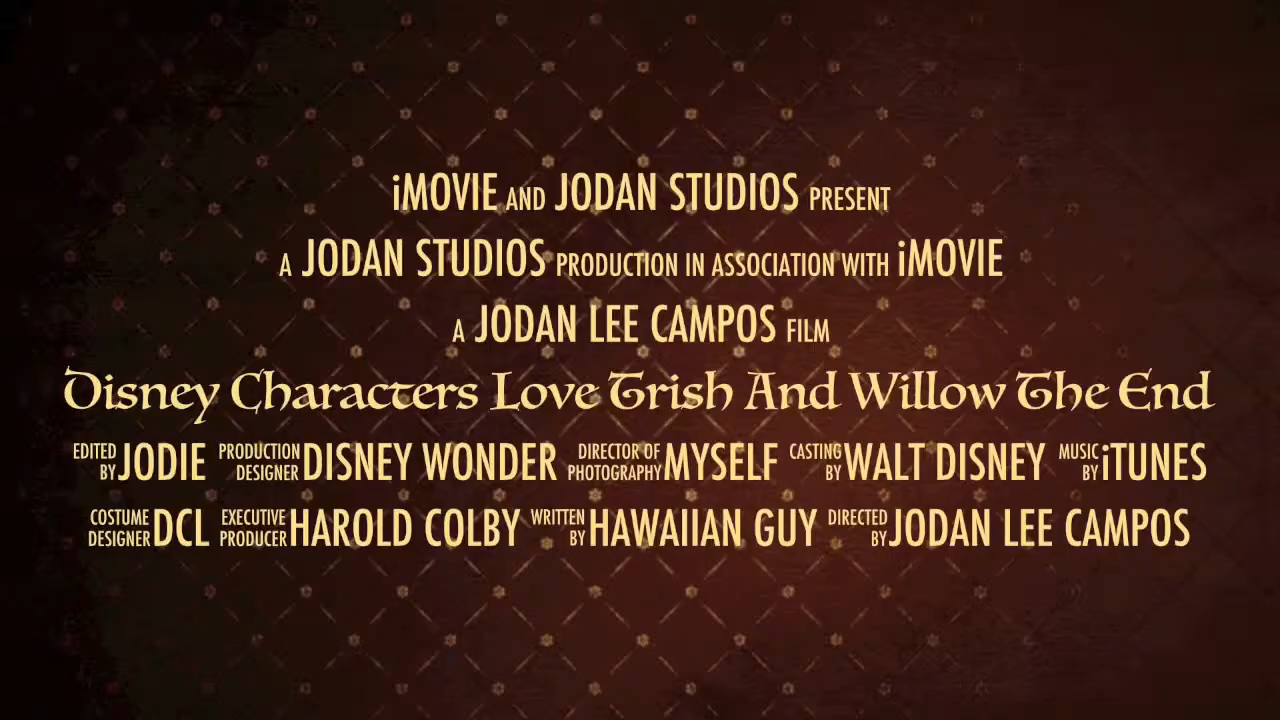 iMOVIE AND JODAN STUDIOS PRESENT
A JODAN STUDIOS PRODUCTION IN ASSOCIATION WITH iMOVIE
A JODAN LEE CAMPOS FILM
Disney Characters Love Trish And Willow The End
EDITED BY JODIE PRODUCTION DESIGNER DISNEY WONDER DIRECTOR OF PHOTOGRAPHY MYSELF CASTING BY WALT DISNEY MUSIC BY iTUNES
COSTUME DESIGNER DCL EXECUTIVE PRODUCER HAROLD COLBY WRITTEN BY HAWAIIAN GUY DIRECTED BY JODAN LEE CAMPOS